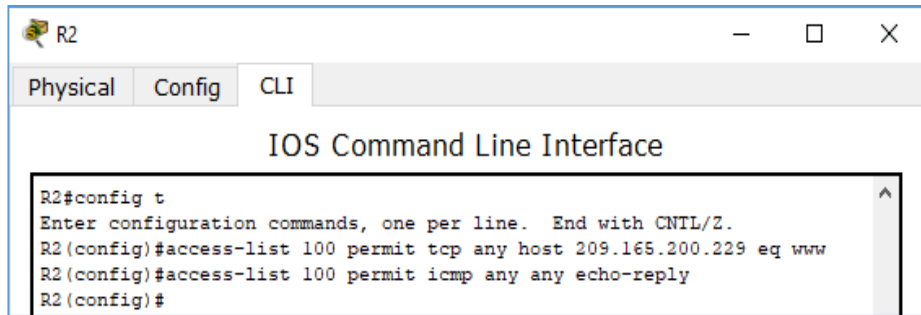 R2
Physical Config CLI
IOS Command Line Interface
R2#config t
Enter configuration commands, one per line.  End with CNTL/Z.
R2(config)#access-list 100 permit tcp any host 209.165.200.229 eq www
R2(config)#access-list 100 permit icmp any any echo-reply
R2(config)#